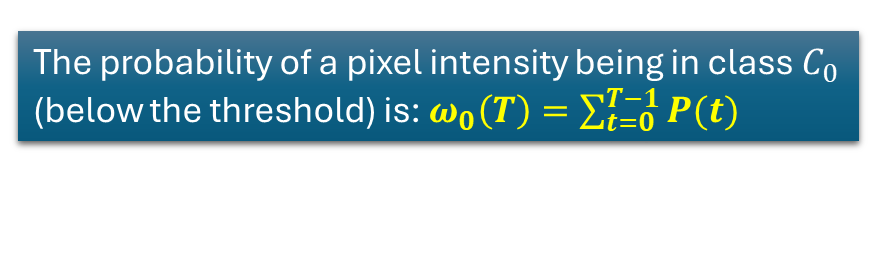 The probability of a pixel intensity being in class 𝐶₀
(below the threshold) is: 𝝎₀(𝑻) = ∑ₜ₌₀ᵀ⁻¹ 𝑷(𝒕)